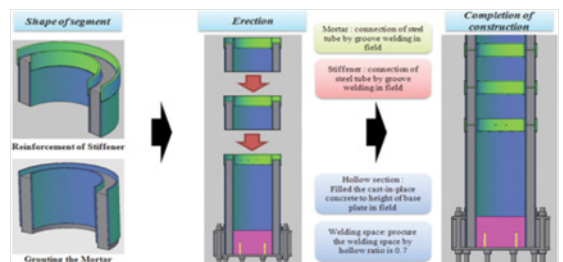 Shape of segment
Reinforcement of Stiffener
Grouting the Mortar
Erection
Mortar : connection of steel
tube by groove welding in
field
Stiffener : connection of
steel tube by groove
welding in field
Hollow section :
Filled the cast-in-place
concrete to height of base
plate in field
Welding space: procure
the welding space by
hollow ratio is 0.7
Completion of
construction